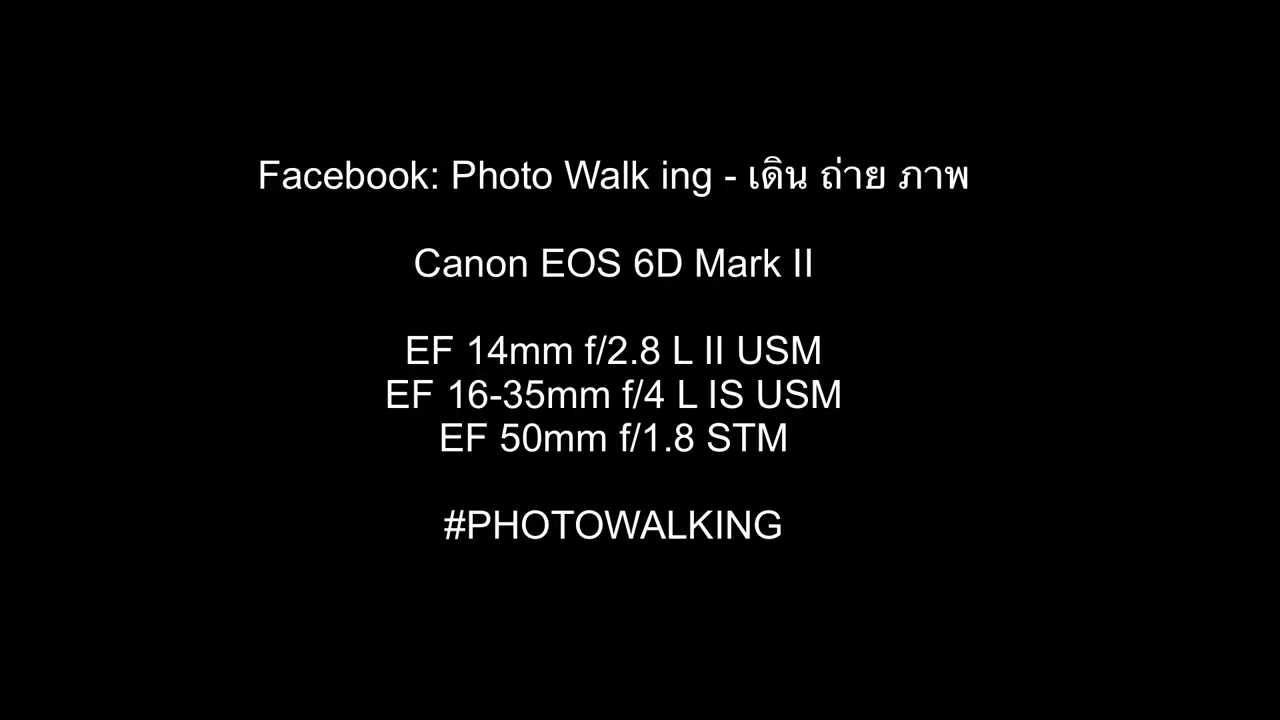 Facebook: Photo Walk ing - เดิน ถ่าย ภาพ
Canon EOS 6D Mark II
EF 14mm f/2.8 L II USM
EF 16-35mm f/4 L IS USM
EF 50mm f/1.8 STM
#PHOTOWALKING